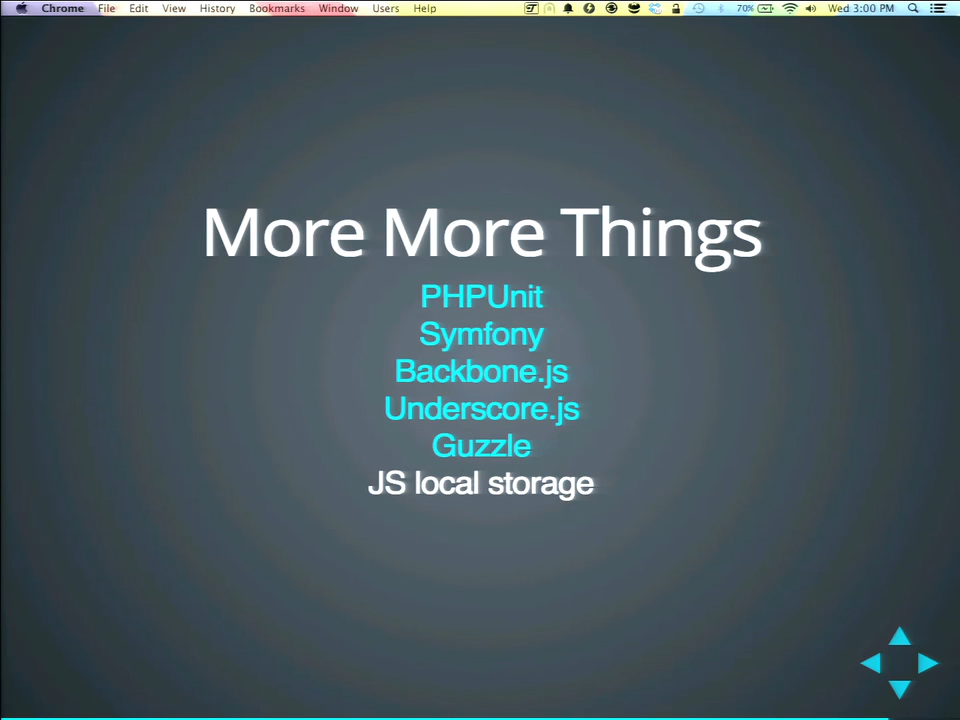 Chrome File Edit View History Bookmarks Window Users Help 70% Wed 3:00 PM
More More Things
PHPUnit
Symfony
Backbone.js
Underscore.js
Guzzle
JS local storage